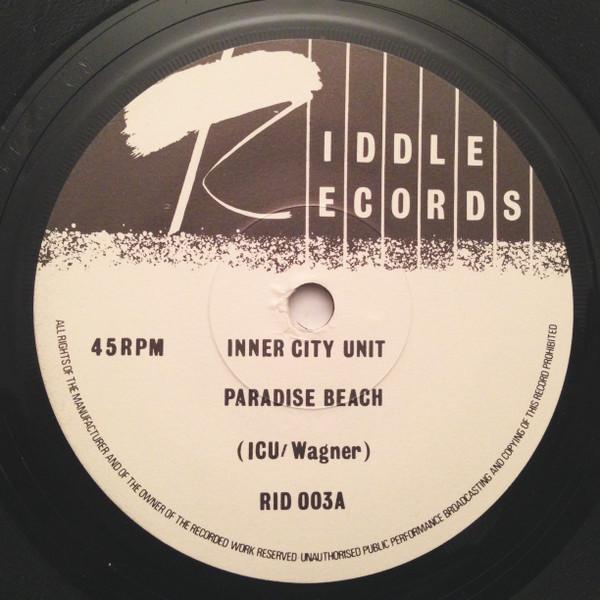 RIDDLE
RECORDS
45RPM
INNER CITY UNIT
PARADISE BEACH
(ICU/Wagner)
RID 003A
ALL RIGHTS OF THE MANUFACTURER AND OF THE OWNER OF THE RECORDED WORK RESERVED UNAUTHORISED PUBLIC PERFORMANCE BROADCASTING AND COPYING OF THIS RECORD PROHIBITED